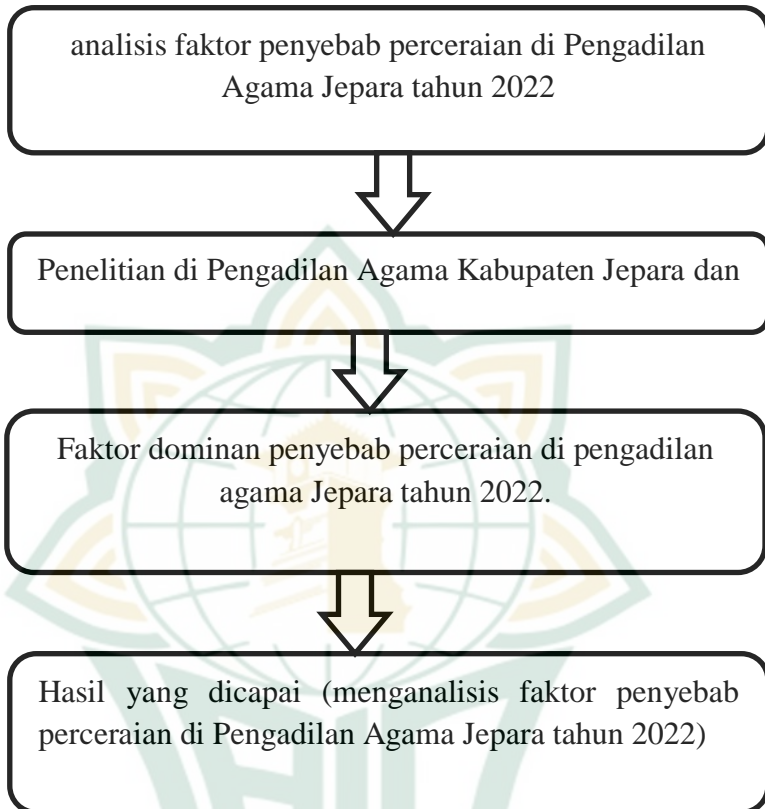 analisis faktor penyebab perceraian di Pengadilan
Agama Jepara tahun 2022
Penelitian di Pengadilan Agama Kabupaten Jepara dan
Faktor dominan penyebab perceraian di pengadilan
agama Jepara tahun 2022.
Hasil yang dicapai (menganalisis faktor penyebab
perceraian di Pengadilan Agama Jepara tahun 2022)